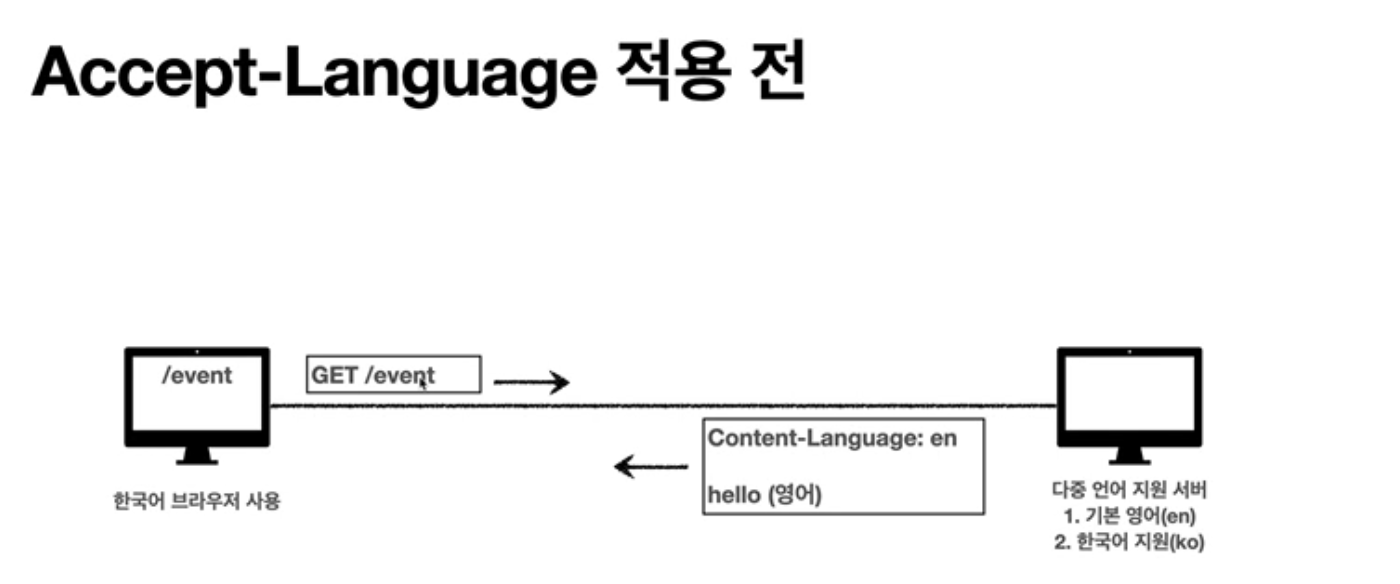 Accept-Language 적용 전
/event
GET /event
Content-Language: en
hello (영어)
한국어 브라우저 사용
다중 언어 지원 서버
1. 기본 영어(en)
2. 한국어 지원(ko)